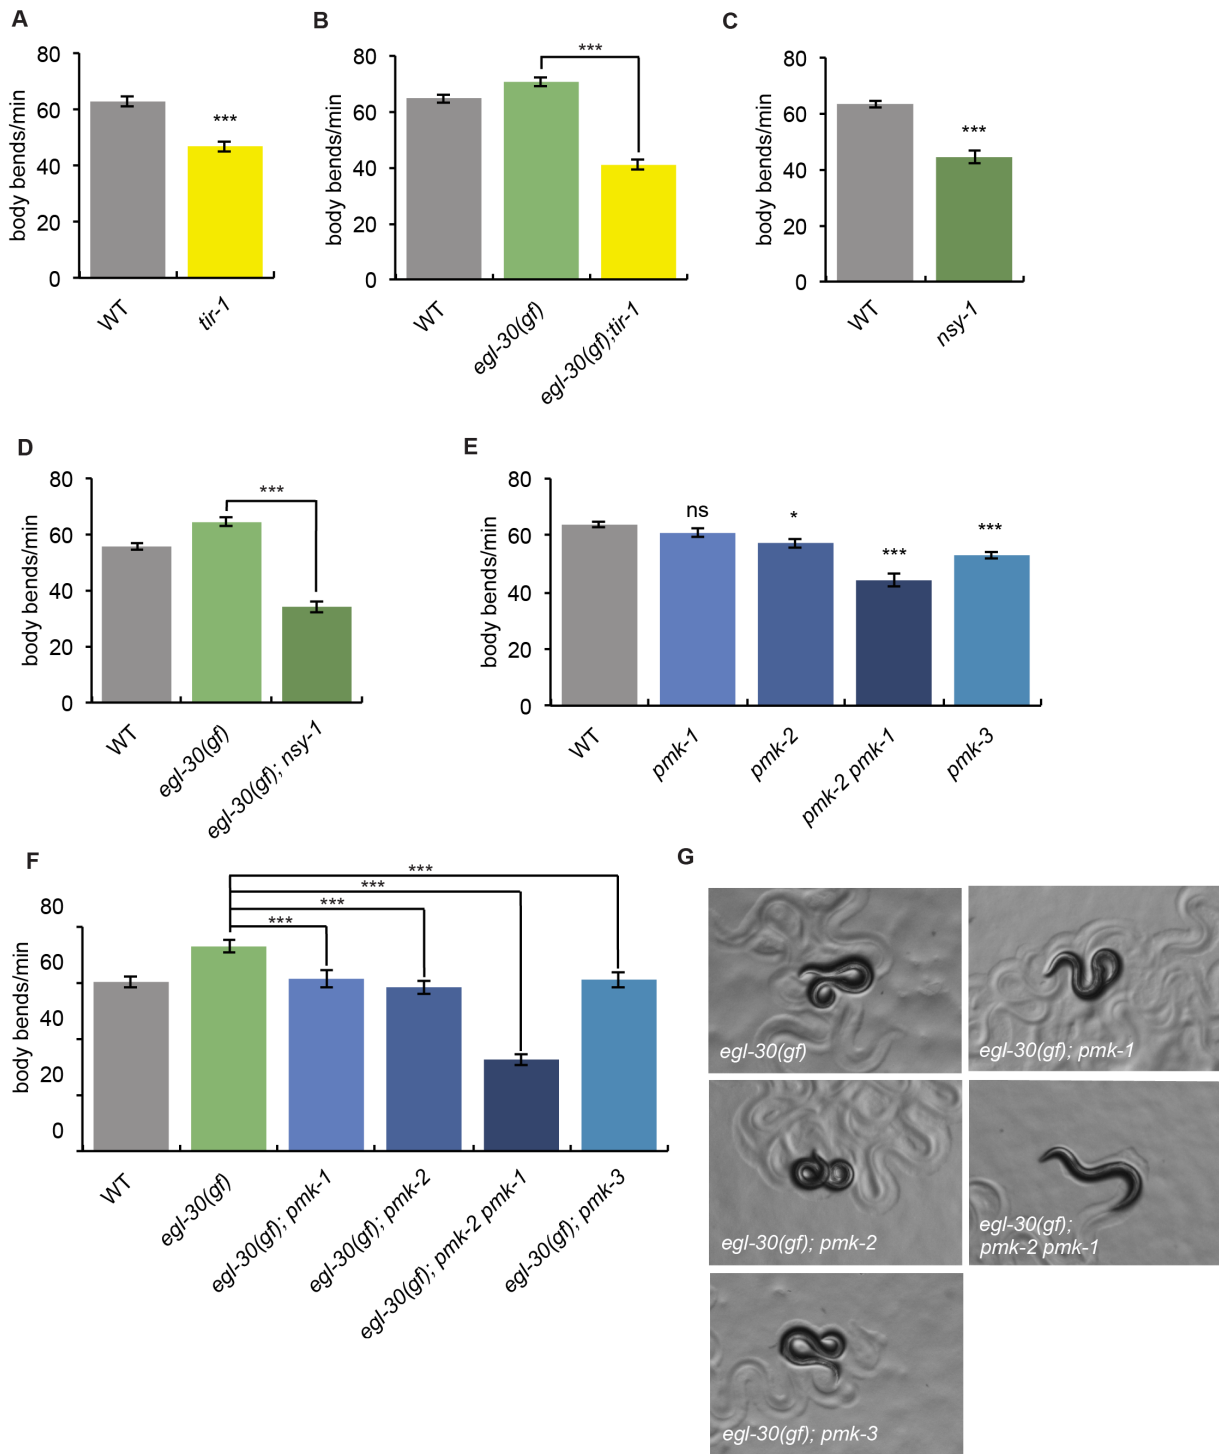 A
body bends/min
80
60
40
20
0
***
WT
tir-1
B
body bends/min
80
60
40
20
0
***
WT
egl-30(gf)
egl-30(gf);tir-1
C
body bends/min
80
60
40
20
0
***
WT
nsy-1
D
body bends/min
80
60
40
20
0
***
WT
egl-30(gf)
egl-30(gf); nsy-1
E
body bends/min
80
60
40
20
0
ns
*
***
***
WT
pmk-1
pmk-2
pmk-2 pmk-1
pmk-3
F
body bends/min
80
60
40
20
0
***
***
***
***
WT
egl-30(gf)
egl-30(gf); pmk-1
egl-30(gf); pmk-2
egl-30(gf); pmk-2 pmk-1
egl-30(gf); pmk-3
G
egl-30(gf)
egl-30(gf); pmk-1
egl-30(gf); pmk-2
egl-30(gf);
pmk-2 pmk-1
egl-30(gf); pmk-3